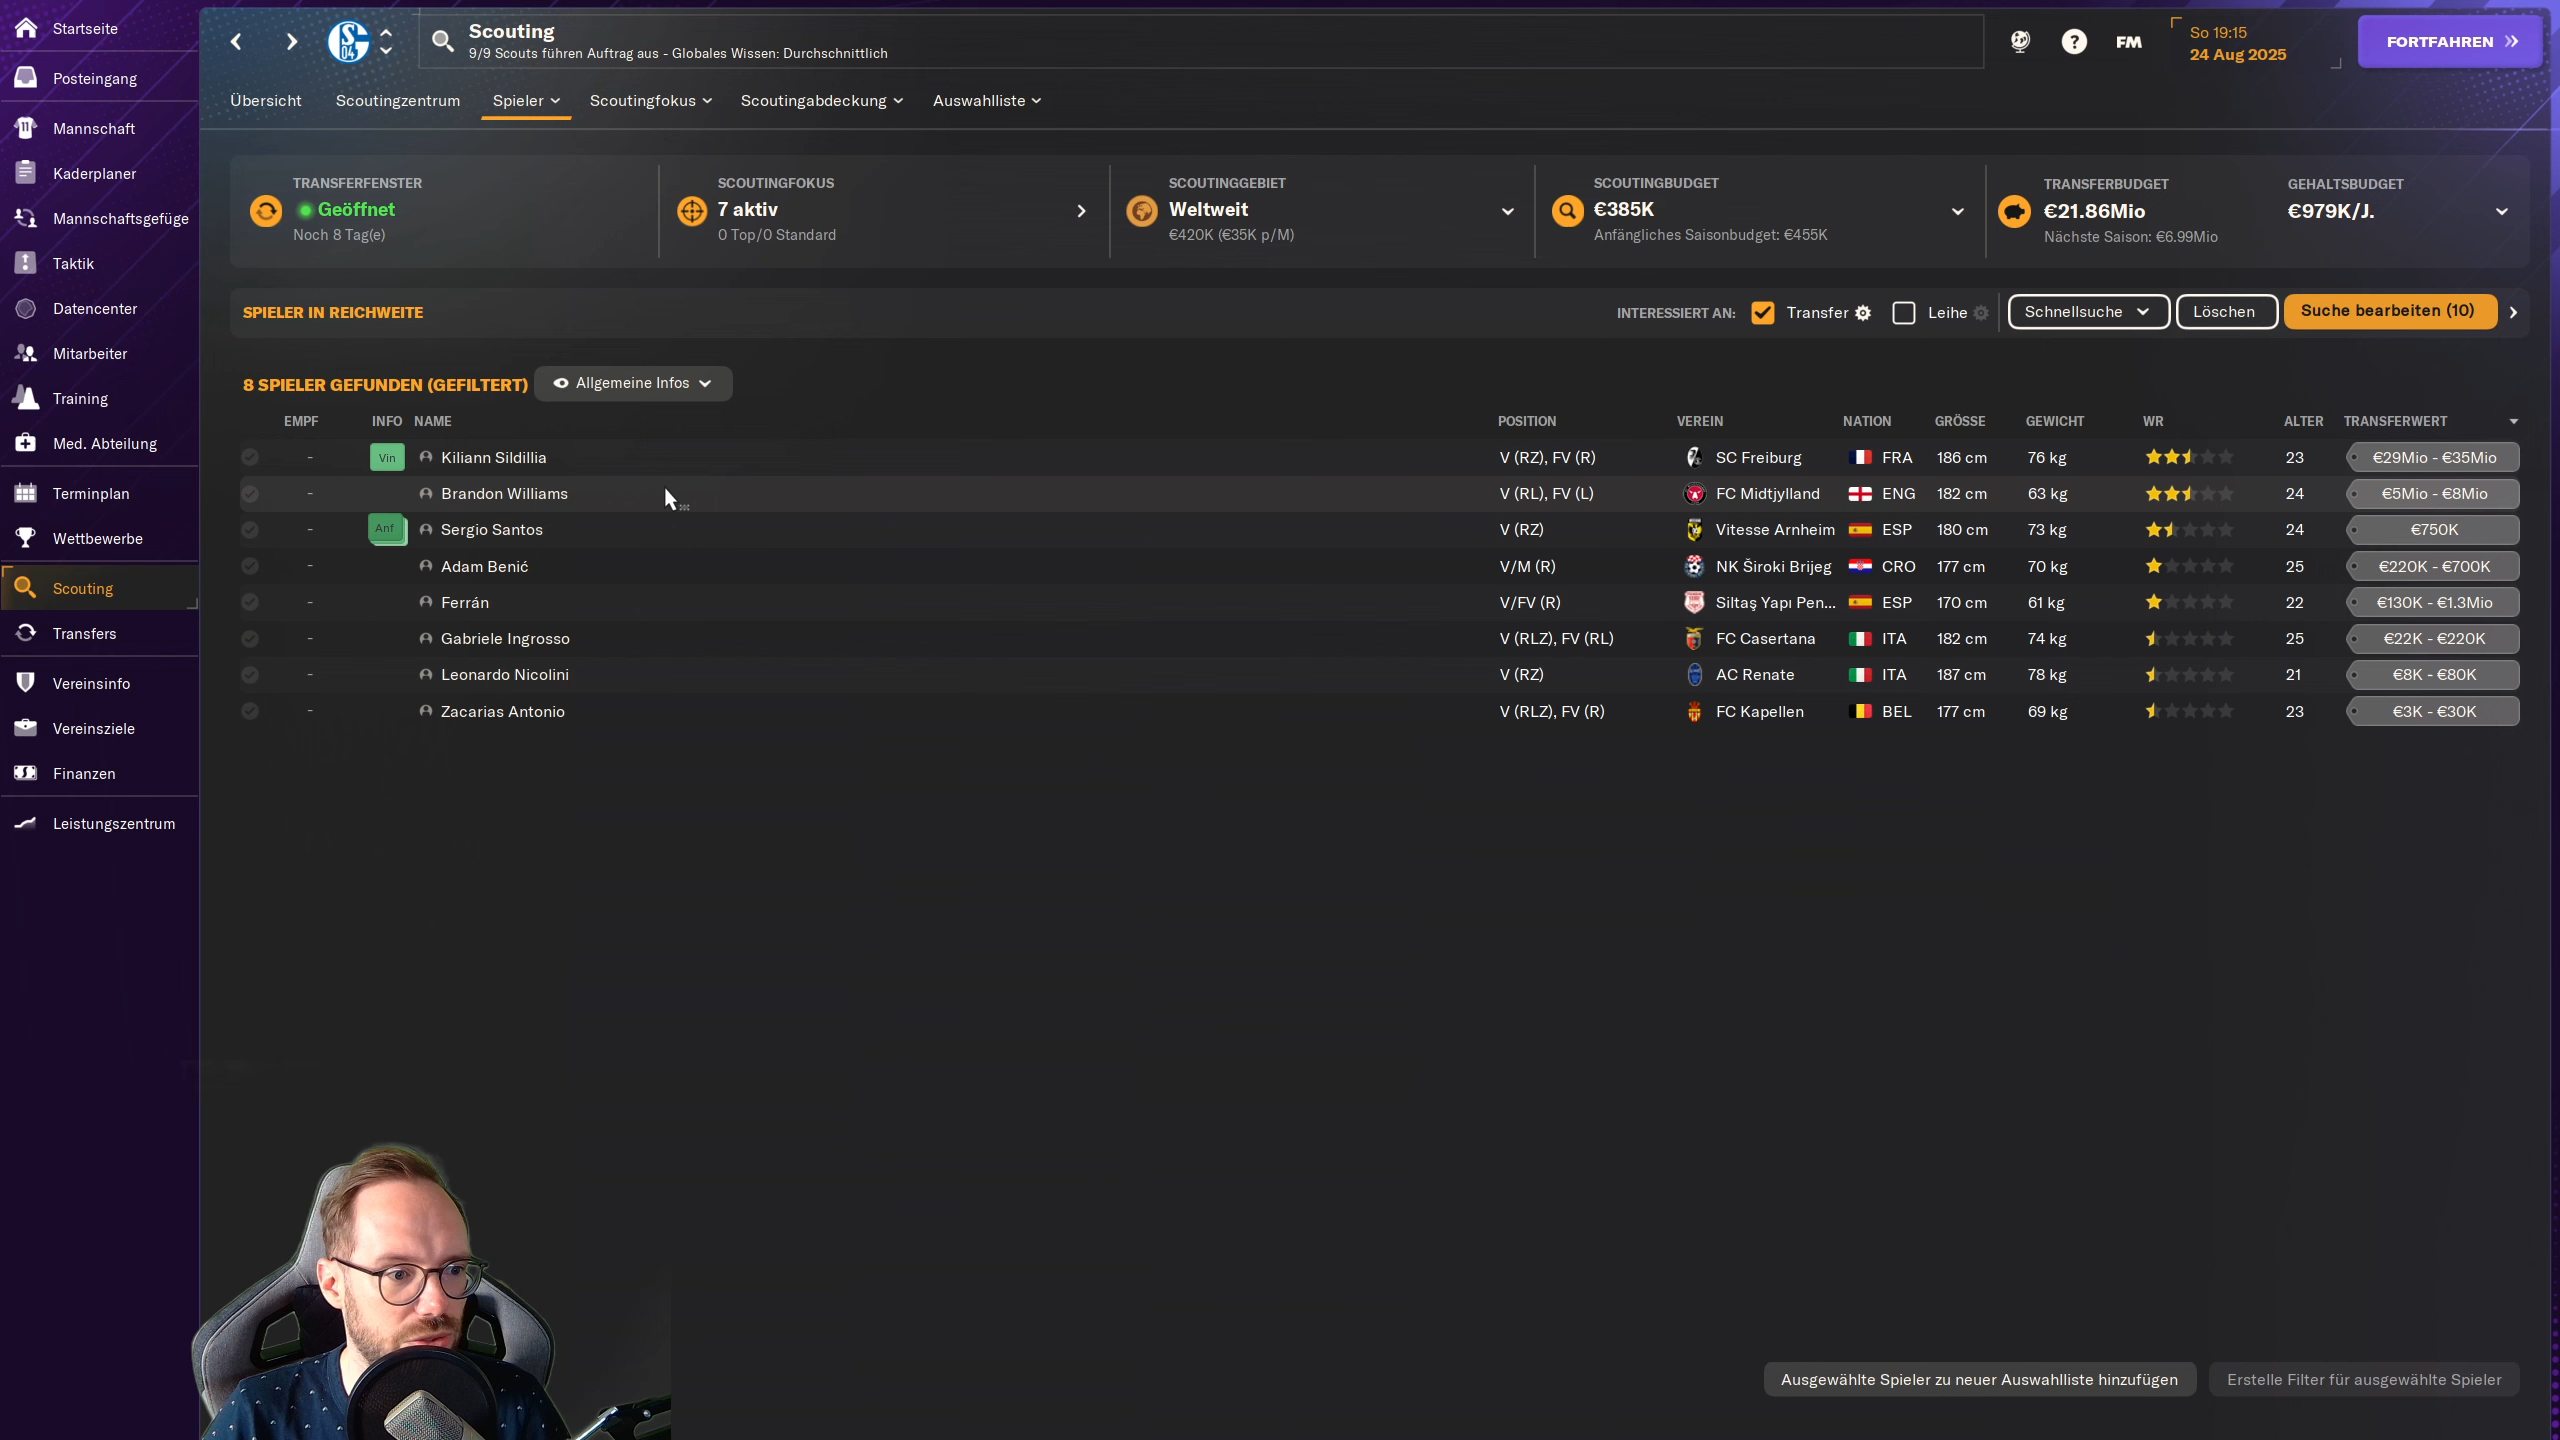 Startseite
Posteingang
Mannschaft
Kaderplaner
Mannschaftsgefüge
Taktik
Datencenter
Mitarbeiter
Training
Med. Abteilung
Terminplan
Wettbewerbe
Scouting
Transfers
Vereinsinfo
Vereinsziele
Finanzen
Leistungszentrum
Scouting
9/9 Scouts führen Auftrag aus - Globales Wissen: Durchschnittlich
FM
So 19:15
24 Aug 2025
FORTFAHREN
Übersicht Scoutingzentrum Spieler Scoutingfokus Scoutingabdeckung Auswahlliste
TRANSFERFENSTER
Geöffnet
Noch 8 Tag(e)
SCOUTINGFOKUS
7 aktiv
0 Top/0 Standard
SCOUTINGGEBIET
Weltweit
€420K (€35K p/M)
SCOUTINGBUDGET
€385K
Anfängliches Saisonbudget: €455K
TRANSFERBUDGET
€21.86Mio
Nächste Saison: €6.99Mio
GEHALTSBUDGET
€979K/J.
SPIELER IN REICHWEITE INTERESSIERT AN: Transfer Leihe Schnellsuche Löschen Suche bearbeiten (10)
8 SPIELER GEFUNDEN (GEFILTERT) Allgemeine Infos
EMPF INFO NAME POSITION VEREIN NATION GRÖSSE GEWICHT WR ALTER TRANSFERWERT
- Vin Kiliann Sildillia V (RZ), FV (R) SC Freiburg FRA 186 cm 76 kg 23 €29Mio - €35Mio
- Brandon Williams V (RL), FV (L) FC Midtjylland ENG 182 cm 63 kg 24 €5Mio - €8Mio
- Anf Sergio Santos V (RZ) Vitesse Arnheim ESP 180 cm 73 kg 24 €750K
- Adam Benić V/M (R) NK Široki Brijeg CRO 177 cm 70 kg 25 €220K - €700K
- Ferrán V/FV (R) Siltaş Yapı Pen... ESP 170 cm 61 kg 22 €130K - €1.3Mio
- Gabriele Ingrosso V (RLZ), FV (RL) FC Casertana ITA 182 cm 74 kg 25 €22K - €220K
- Leonardo Nicolini V (RZ) AC Renate ITA 187 cm 78 kg 21 €8K - €80K
- Zacarias Antonio V (RLZ), FV (R) FC Kapellen BEL 177 cm 69 kg 23 €3K - €30K
Ausgewählte Spieler zu neuer Auswahlliste hinzufügen Erstelle Filter für ausgewählte Spieler